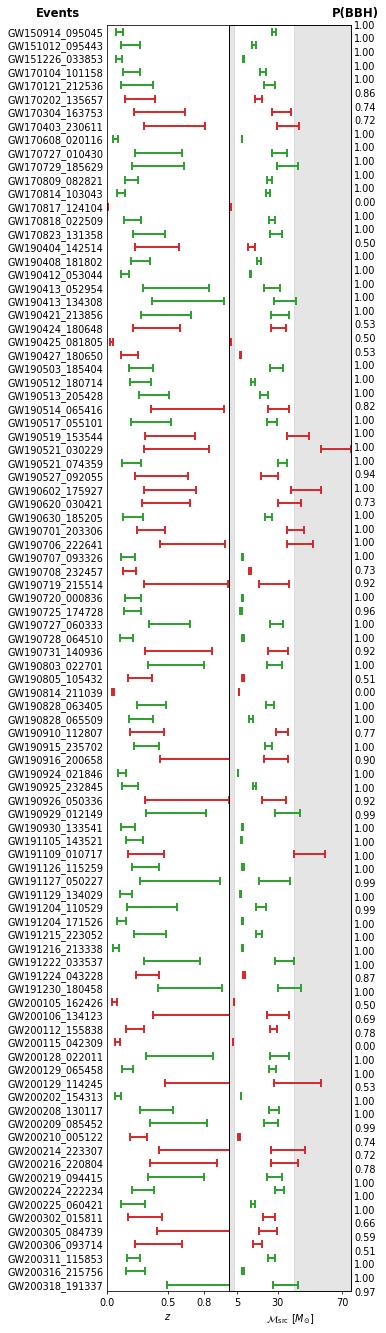 Events
P(BBH)
GW150914_095045
GW151012_095443
GW151226_033853
GW170104_101158
GW170121_212536
GW170202_135657
GW170304_163753
GW170403_230611
GW170608_020116
GW170727_010430
GW170729_185629
GW170809_082821
GW170814_103043
GW170817_124104
GW170818_022509
GW170823_131358
GW190404_142514
GW190408_181802
GW190412_053044
GW190413_052954
GW190413_134308
GW190421_213856
GW190424_180648
GW190425_081805
GW190427_180650
GW190503_185404
GW190512_180714
GW190513_205428
GW190514_065416
GW190517_055101
GW190519_153544
GW190521_030229
GW190521_074359
GW190527_092055
GW190602_175927
GW190620_030421
GW190630_185205
GW190701_203306
GW190706_222641
GW190707_093326
GW190708_232457
GW190719_215514
GW190720_000836
GW190725_174728
GW190727_060333
GW190728_064510
GW190731_140936
GW190803_022701
GW190805_105432
GW190814_211039
GW190828_063405
GW190828_065509
GW190910_112807
GW190915_235702
GW190916_200658
GW190924_021846
GW190925_232845
GW190926_050336
GW190929_012149
GW190930_133541
GW191105_143521
GW191109_010717
GW191126_115259
GW191127_050227
GW191129_134029
GW191204_110529
GW191204_171526
GW191215_223052
GW191216_213338
GW191222_033537
GW191224_043228
GW191230_180458
GW200105_162426
GW200106_134123
GW200112_155838
GW200115_042309
GW200128_022011
GW200129_065458
GW200129_114245
GW200202_154313
GW200208_130117
GW200209_085452
GW200210_005122
GW200214_223307
GW200216_220804
GW200219_094415
GW200224_222234
GW200225_060421
GW200302_015811
GW200305_084739
GW200306_093714
GW200311_115853
GW200316_215756
GW200318_191337
1.00
1.00
1.00
1.00
1.00
0.86
0.74
0.72
1.00
1.00
1.00
1.00
1.00
0.00
1.00
1.00
0.50
1.00
1.00
1.00
1.00
1.00
0.53
0.50
0.53
1.00
1.00
1.00
0.82
1.00
1.00
1.00
1.00
0.94
1.00
0.73
1.00
1.00
1.00
1.00
0.73
0.92
1.00
0.96
1.00
1.00
0.92
1.00
0.51
0.00
1.00
1.00
0.77
1.00
0.90
1.00
1.00
0.92
0.99
1.00
1.00
1.00
1.00
0.99
1.00
0.99
1.00
1.00
1.00
1.00
0.87
1.00
0.50
0.69
0.78
0.00
1.00
1.00
0.53
1.00
1.00
0.99
0.74
0.72
0.78
1.00
1.00
1.00
0.66
0.59
0.51
1.00
1.00
0.97
0.0 0.5 0.8 5 30 70
z ℳsrc [M⊙]